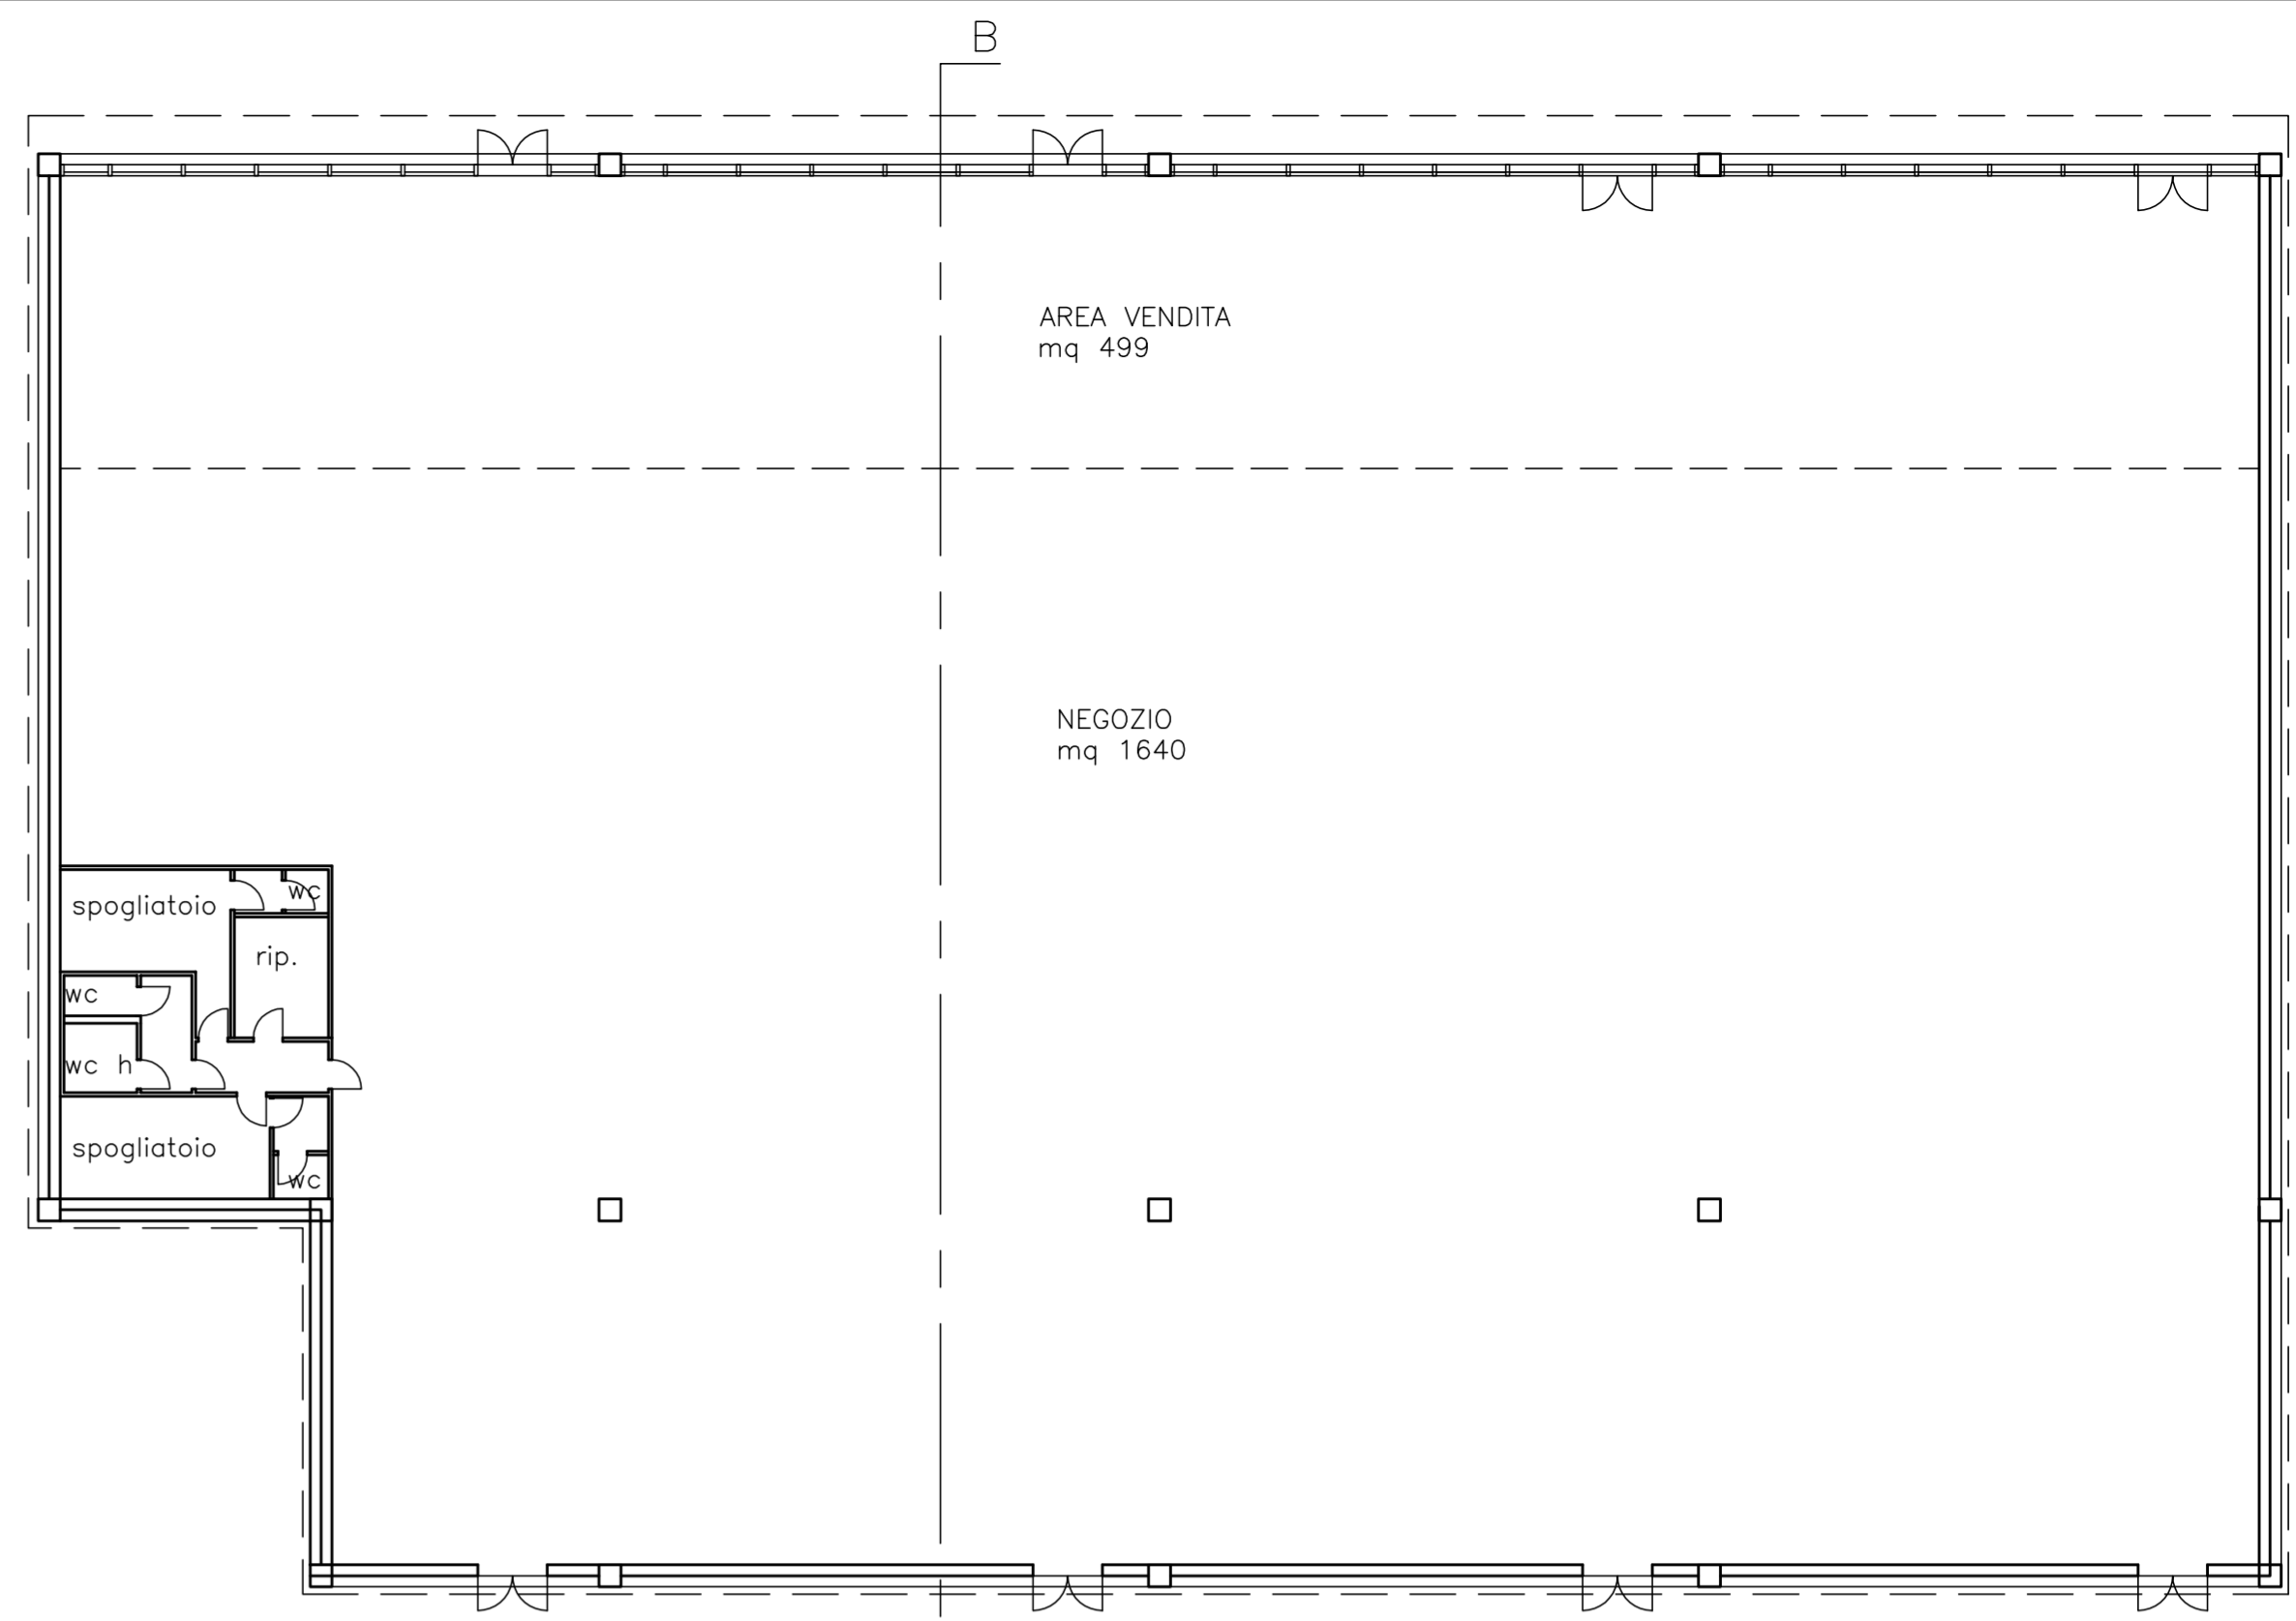 B
AREA VENDITA
mq 499
NEGOZIO
mq 1640
wc
spogliatoio
rip.
wc
wc h
spogliatoio
wc